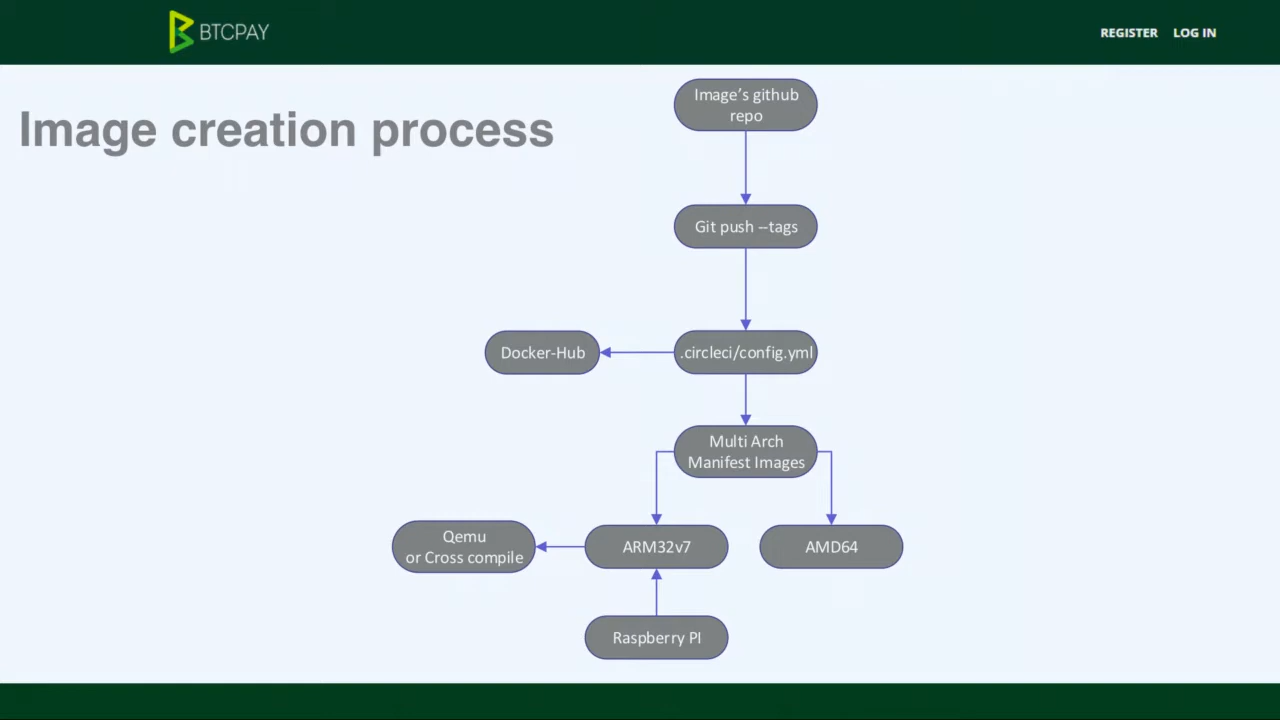 BTCPAY
REGISTER LOG IN
Image creation process
Image's github
repo
Git push --tags
Docker-Hub
.circleci/config.yml
Multi Arch
Manifest Images
Qemu
or Cross compile
ARM32v7
AMD64
Raspberry PI